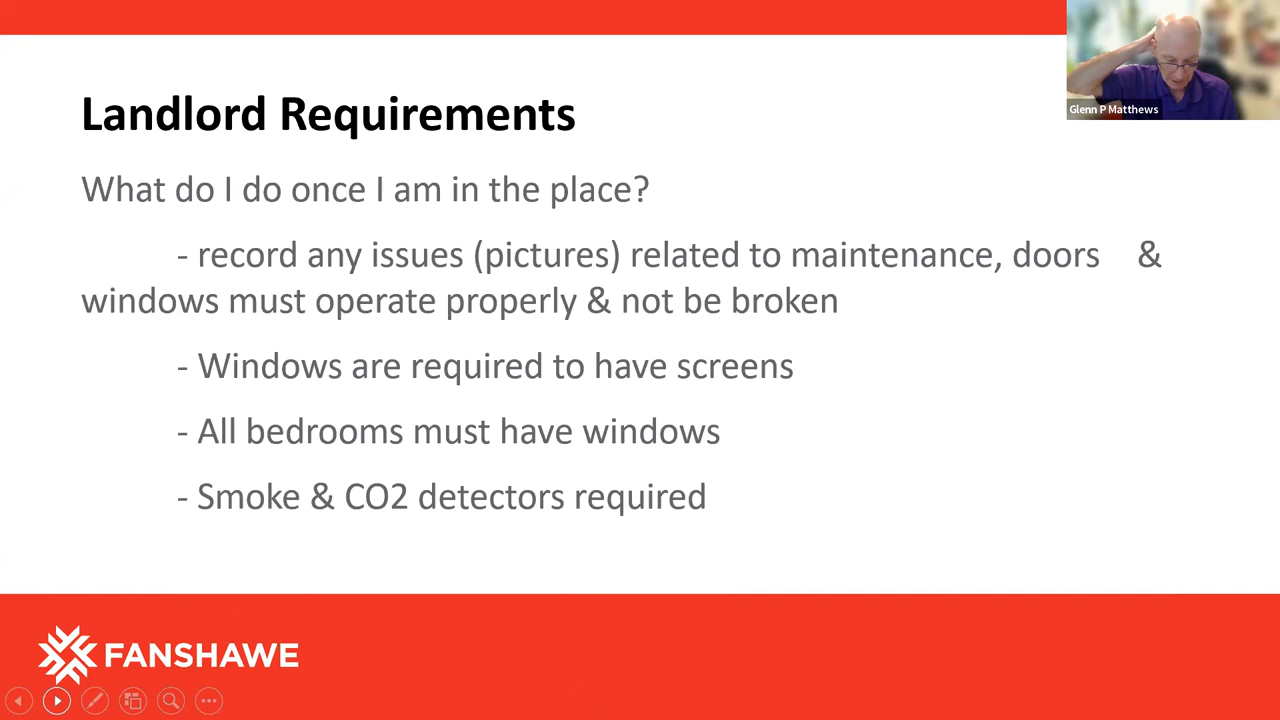 Glenn P Matthews
Landlord Requirements
What do I do once I am in the place?
- record any issues (pictures) related to maintenance, doors &
windows must operate properly & not be broken
- Windows are required to have screens
- All bedrooms must have windows
- Smoke & CO2 detectors required
FANSHAWE